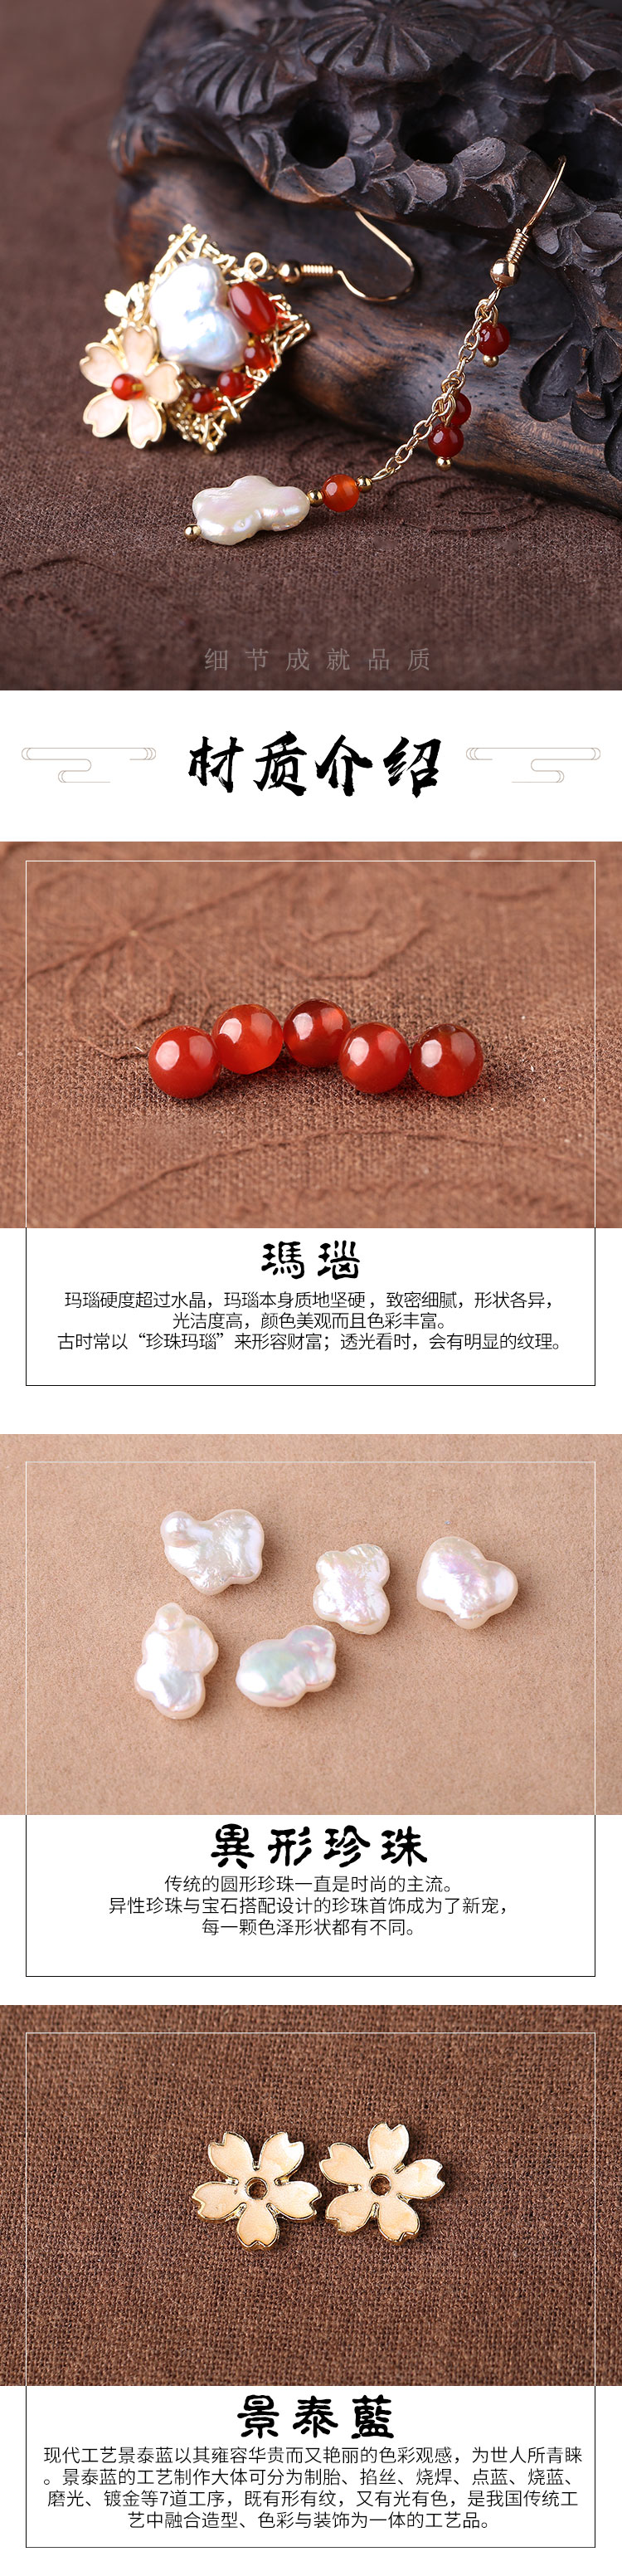 细节成就品质
材质介绍
瑪瑙
玛瑙硬度超过水晶，玛瑙本身质地坚硬，致密细腻，形状各异，
光洁度高，颜色美观而且色彩丰富。
古时常以“珍珠玛瑙”来形容财富；透光看时，会有明显的纹理。
異形珍珠
传统的圆形珍珠一直是时尚的主流。
异性珍珠与宝石搭配设计的珍珠首饰成为了新宠，
每一颗色泽形状都有不同。
景泰藍
现代工艺景泰蓝以其雍容华贵而又艳丽的色彩观感，为世人所青睐
。景泰蓝的工艺制作大体可分为制胎、掐丝、烧焊、点蓝、烧蓝、
磨光、镀金等7道工序，既有形有纹，又有光有色，是我国传统工
艺中融合造型、色彩与装饰为一体的工艺品。